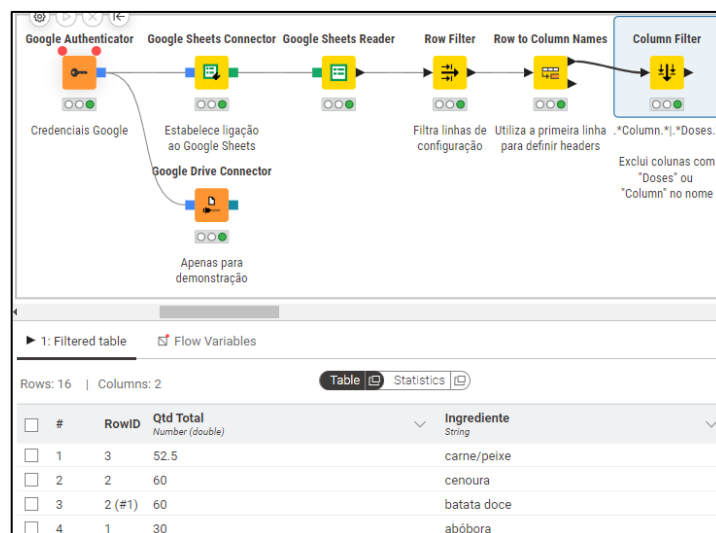 Google Authenticator
Google Sheets Connector
Google Sheets Reader
Row Filter
Row to Column Names
Column Filter
Credenciais Google
Estabelece ligação
ao Google Sheets
Filtra linhas de
configuração
Utiliza a primeira linha
para definir headers
.*Column.*|.*Doses.
Exclui colunas com
"Doses" ou
"Column" no nome
Google Drive Connector
Apenas para
demonstração
1: Filtered table
Flow Variables
Rows: 16 | Columns: 2
Table
Statistics
# RowID Qtd Total Ingrediente
Number (double) String
1 3 52.5 carne/peixe
2 2 60 cenoura
3 2 (#1) 60 batata doce
4 1 30 abóbora